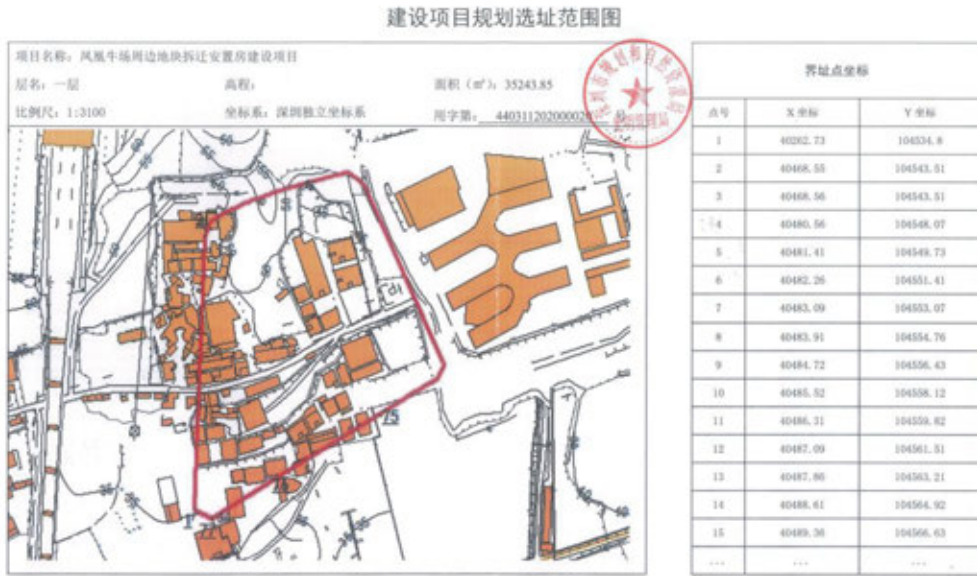 建设项目规划选址范围图
项目名称：凤凰牛场周边地块拆迁安置房建设项目
层名：一层 高程： 面积（㎡）：35243.85
比例尺：1:3100 坐标系：深圳独立坐标系 用字第：
界址点坐标
点号 X 坐标 Y 坐标
1 40262.73 104534.8
2 40468.55 104543.51
3 40468.56 104543.51
4 40480.56 104548.07
5 40481.41 104549.73
6 40482.26 104551.41
7 40483.09 104553.07
8 40483.91 104554.76
9 40484.72 104556.43
10 40485.52 104558.12
11 40486.31 104559.82
12 40487.09 104561.51
13 40487.86 104563.21
14 40488.61 104564.92
15 40489.36 104566.63
... ... ...